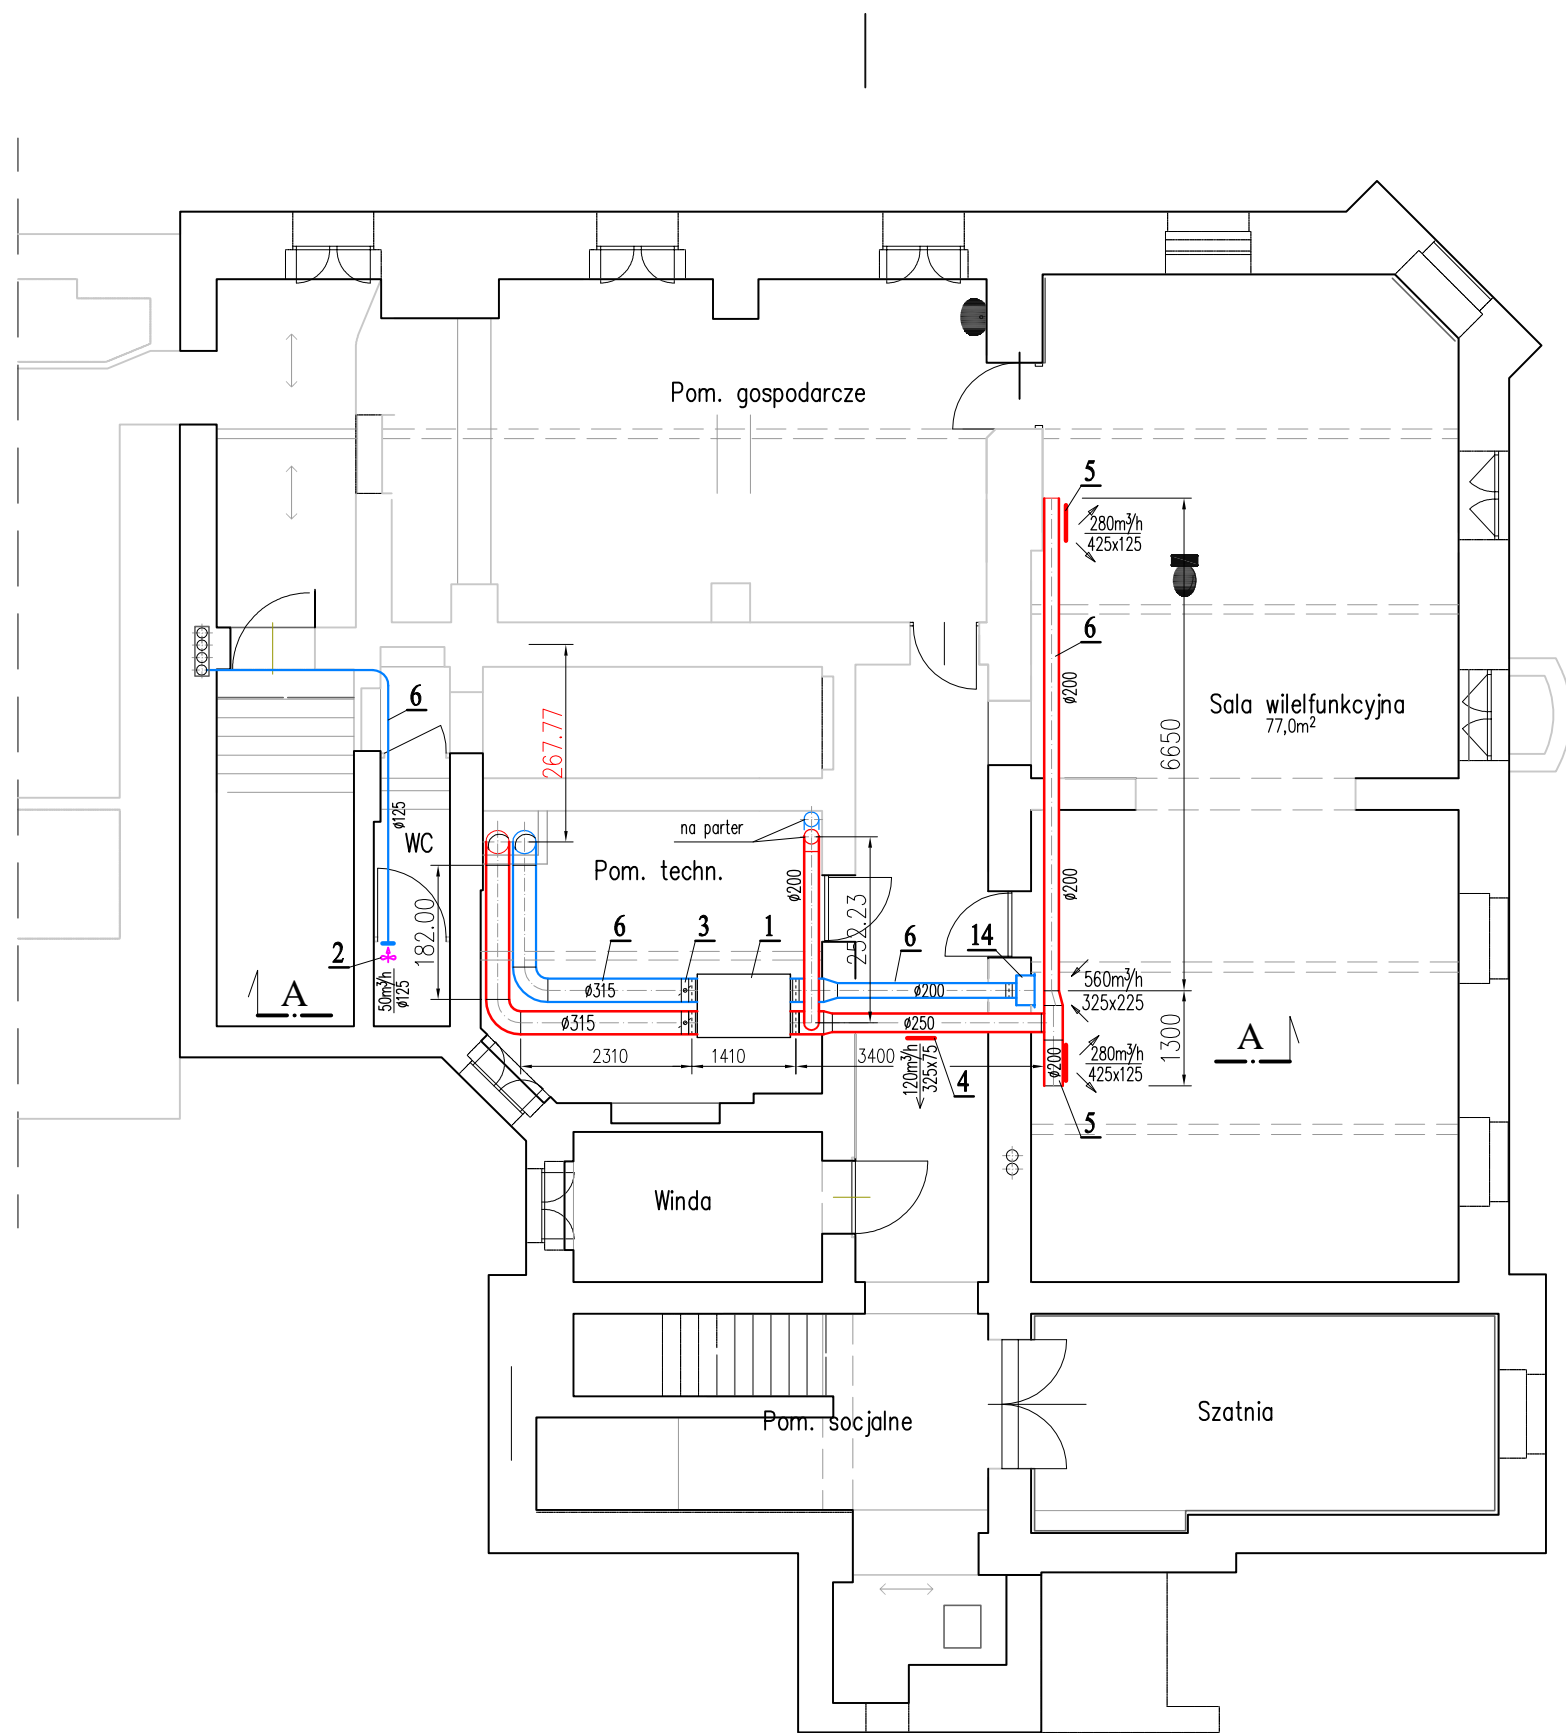 Pom. gospodarcze
5
280m³/h
425x125
6
ø200
6
Sala wilelfunkcyjna
77,0m²
267.77
6650
ø125
WC
na parter
Pom. techn.
ø200
ø200
182.00
252.23
6
3
1
6
14
2
50m³/h
ø125
A
ø315
ø200
560m³/h
325x225
ø315
ø250
A
1300
2310
1410
3400
120m³/h
325x75
ø200
280m³/h
425x125
4
5
Winda
Pom. socjalne
Szatnia